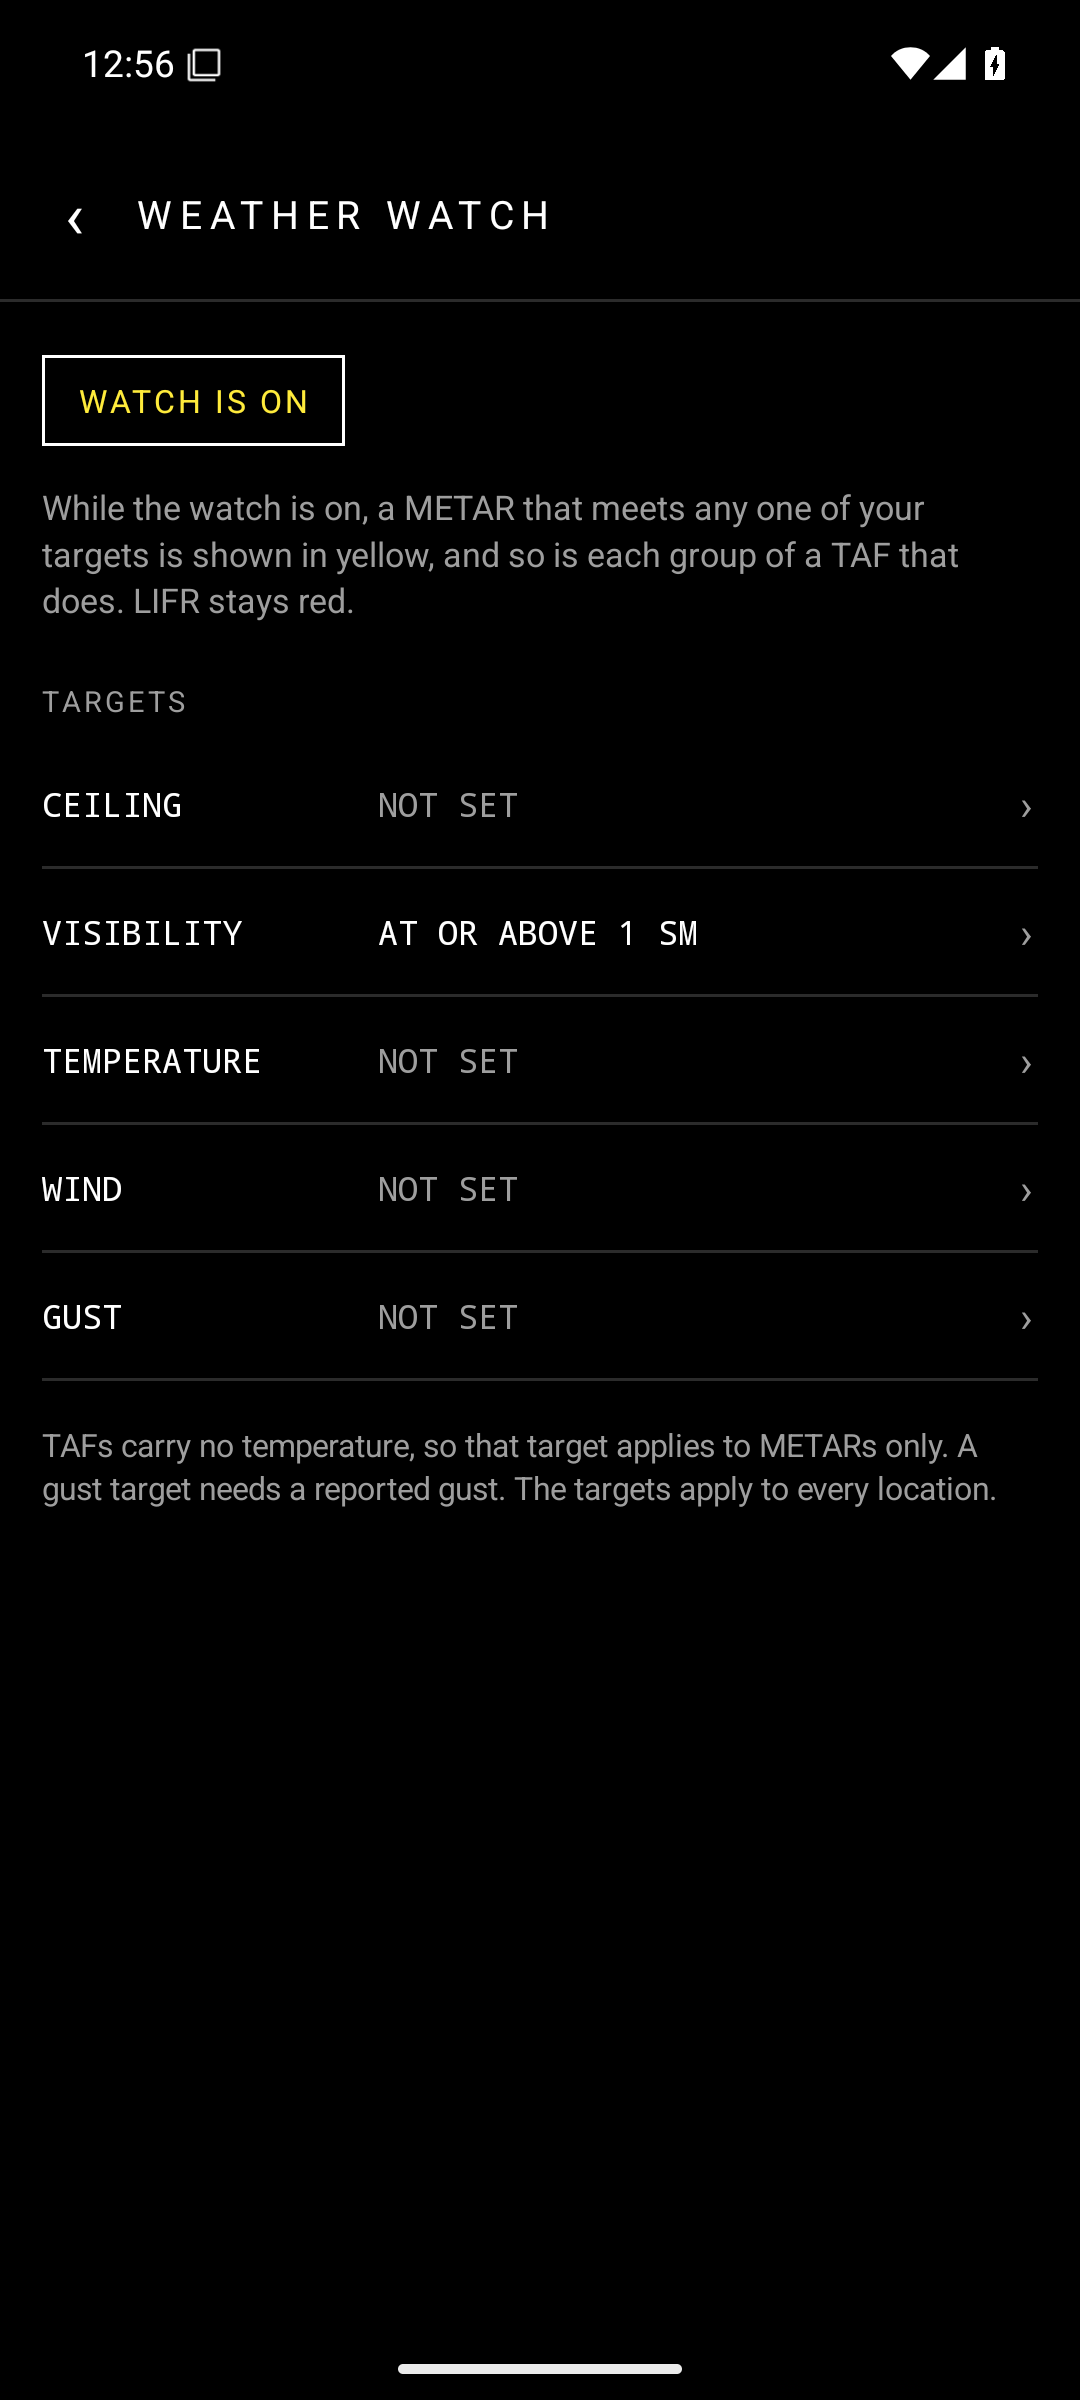 12:56
WEATHER WATCH
WATCH IS ON
While the watch is on, a METAR that meets any one of your
targets is shown in yellow, and so is each group of a TAF that
does. LIFR stays red.
TARGETS
CEILING NOT SET
VISIBILITY AT OR ABOVE 1 SM
TEMPERATURE NOT SET
WIND NOT SET
GUST NOT SET
TAFs carry no temperature, so that target applies to METARs only. A
gust target needs a reported gust. The targets apply to every location.